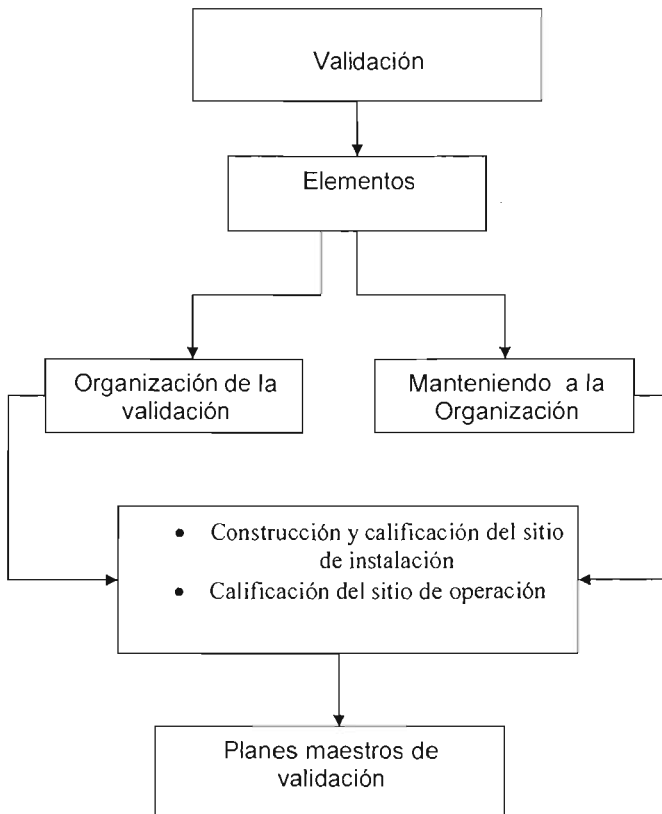 Validación
Elementos
Organización de la
validación
Manteniendo a la
Organización
• Construcción y calificación del sitio
de instalación
• Calificación del sitio de operación
Planes maestros de
validación